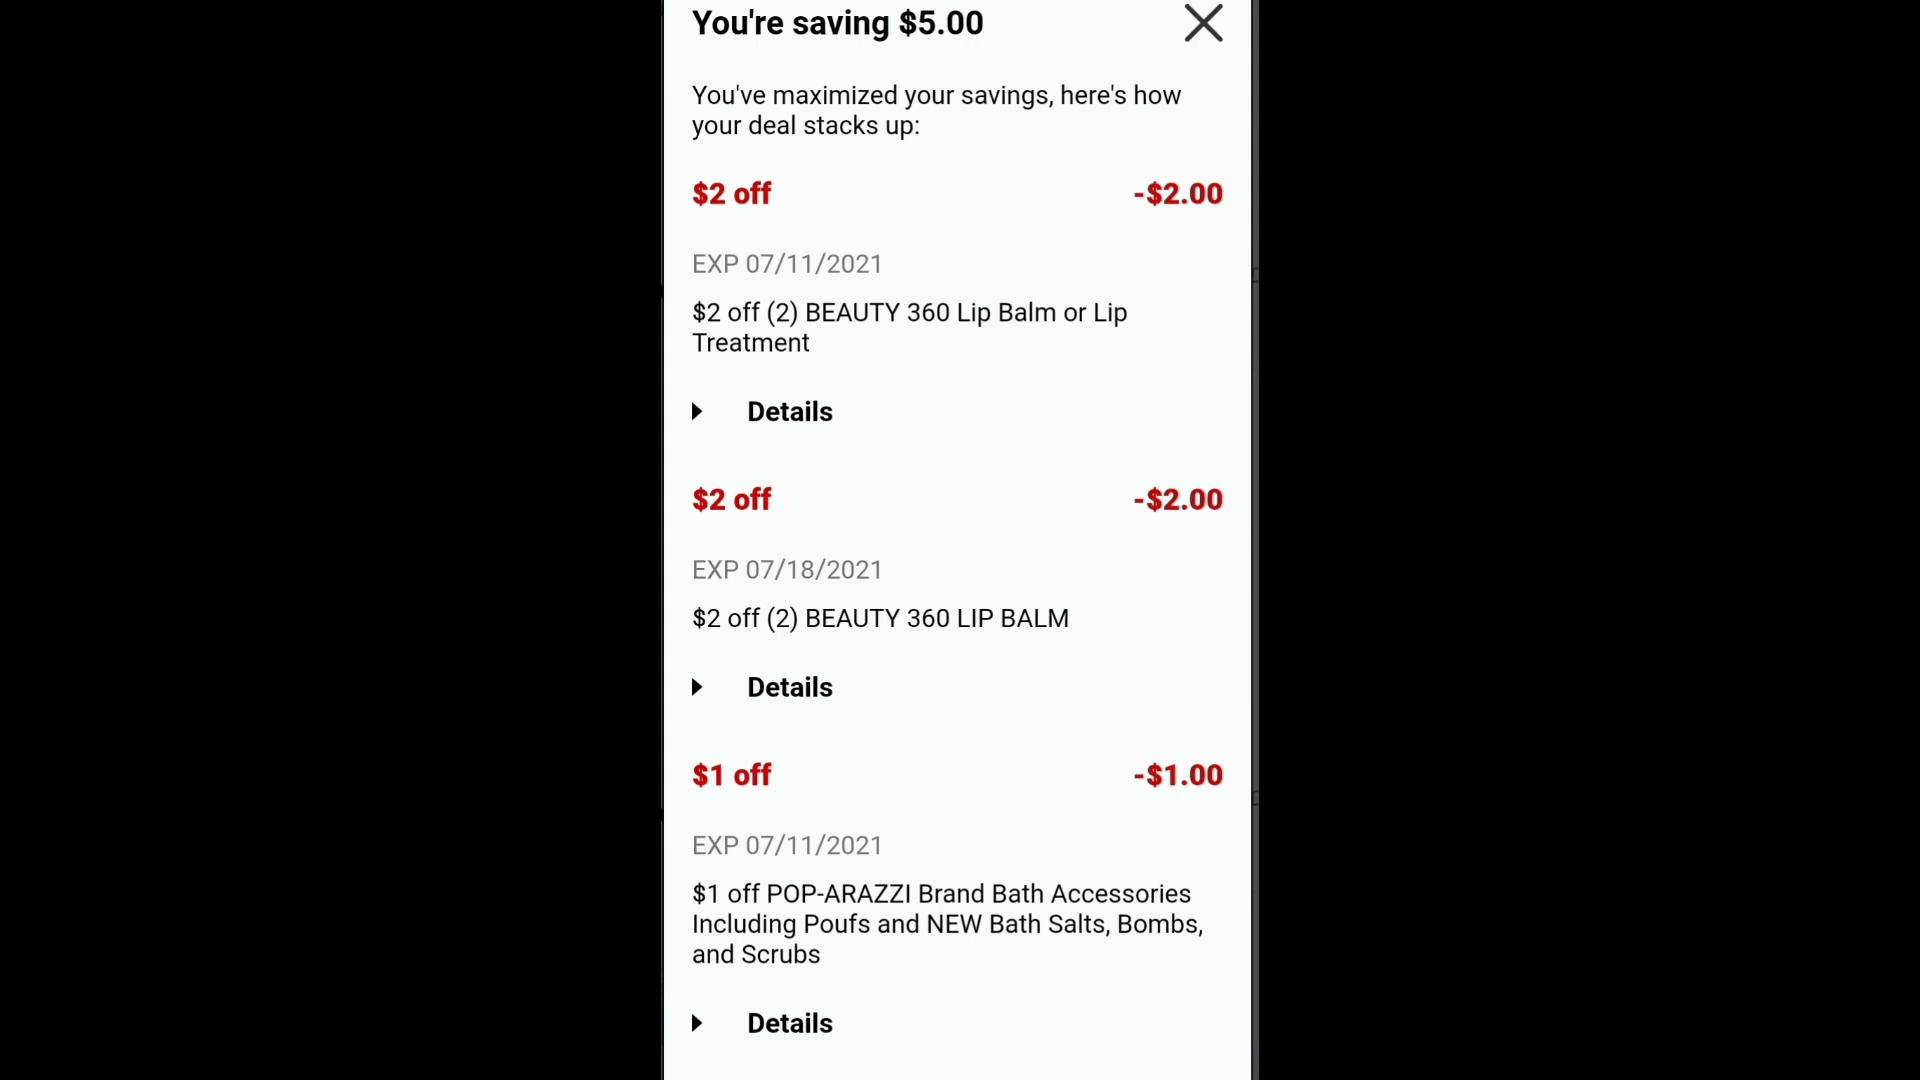 You're saving $5.00
You've maximized your savings, here's how
your deal stacks up:
$2 off -$2.00
EXP 07/11/2021
$2 off (2) BEAUTY 360 Lip Balm or Lip
Treatment
Details
$2 off -$2.00
EXP 07/18/2021
$2 off (2) BEAUTY 360 LIP BALM
Details
$1 off -$1.00
EXP 07/11/2021
$1 off POP-ARAZZI Brand Bath Accessories
Including Poufs and NEW Bath Salts, Bombs,
and Scrubs
Details